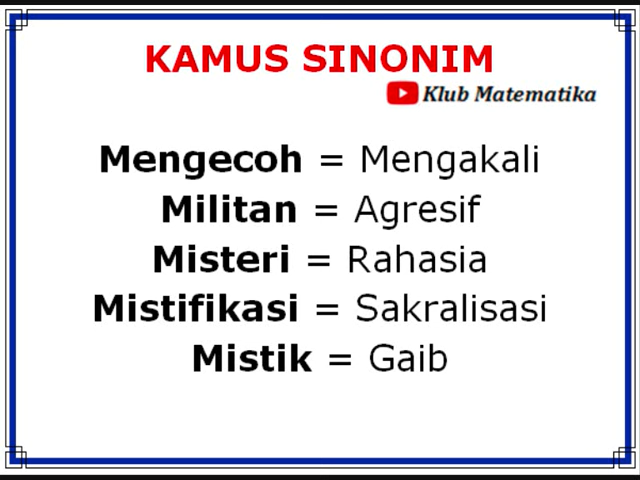 KAMUS SINONIM
Klub Matematika
Mengecoh = Mengakali
Militan = Agresif
Misteri = Rahasia
Mistifikasi = Sakralisasi
Mistik = Gaib